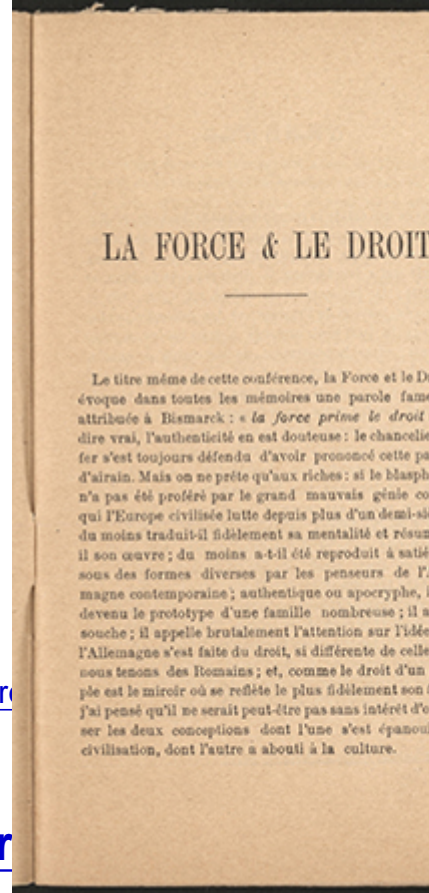 LA FORCE & LE DROIT
Le titre même de cette conférence, la Force et le D
évoque dans toutes les mémoires une parole fame
attribuée à Bismarck : « la force prime le droit
dire vrai, l'authenticité en est douteuse : le chancelie
fer s'est toujours défendu d'avoir prononcé cette pa
d'airain. Mais on ne prête qu'aux riches : si le blasph
n'a pas été proféré par le grand mauvais génie co
qui l'Europe civilisée lutte depuis plus d'un demi-siè
du moins traduit-il fidèlement sa mentalité et résum
il son œuvre ; du moins a-t-il été reproduit à satié
sous des formes diverses par les penseurs de l'A
magne contemporaine ; authentique ou apocryphe, i
devenu le prototype d'une famille nombreuse ; il a
souche ; il appelle brutalement l'attention sur l'idée
l'Allemagne s'est faite du droit, si différente de celle
nous tenons des Romains ; et, comme le droit d'un
ple est le miroir où se reflète le plus fidèlement son
j'ai pensé qu'il ne serait peut-être pas sans intérêt d'o
ser les deux conceptions dont l'une s'est épanoui
civilisation, dont l'autre a abouti à la culture.